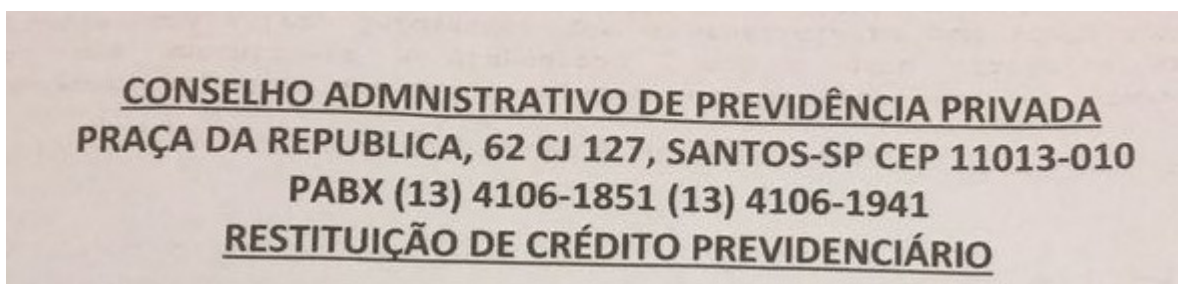 CONSELHO ADMNISTRATIVO DE PREVIDÊNCIA PRIVADA
PRAÇA DA REPUBLICA, 62 CJ 127, SANTOS-SP CEP 11013-010
PABX (13) 4106-1851 (13) 4106-1941
RESTITUIÇÃO DE CRÉDITO PREVIDENCIÁRIO